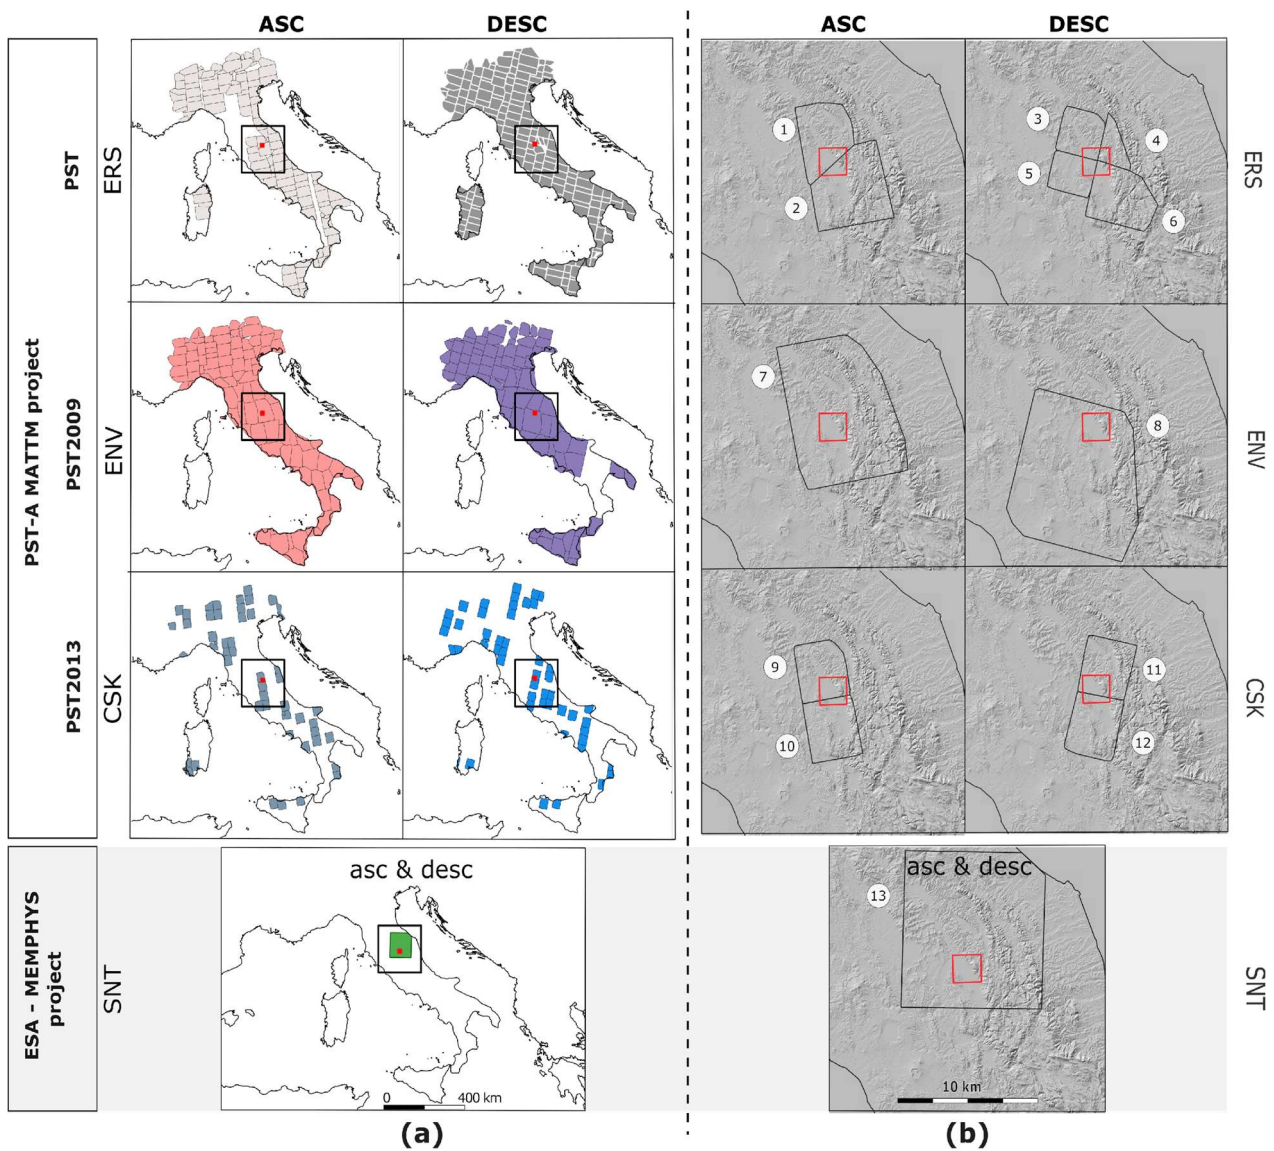 ASC
DESC
ASC
DESC
PST-A MATTM project
PST
ERS
1
2
3
4
5
6
ERS
PST2009
ENV
7
8
ENV
PST2013
CSK
9
10
11
12
CSK
ESA - MEMPHYS
project
SNT
asc & desc
0
400 km
asc & desc
13
10 km
SNT
(a)
(b)